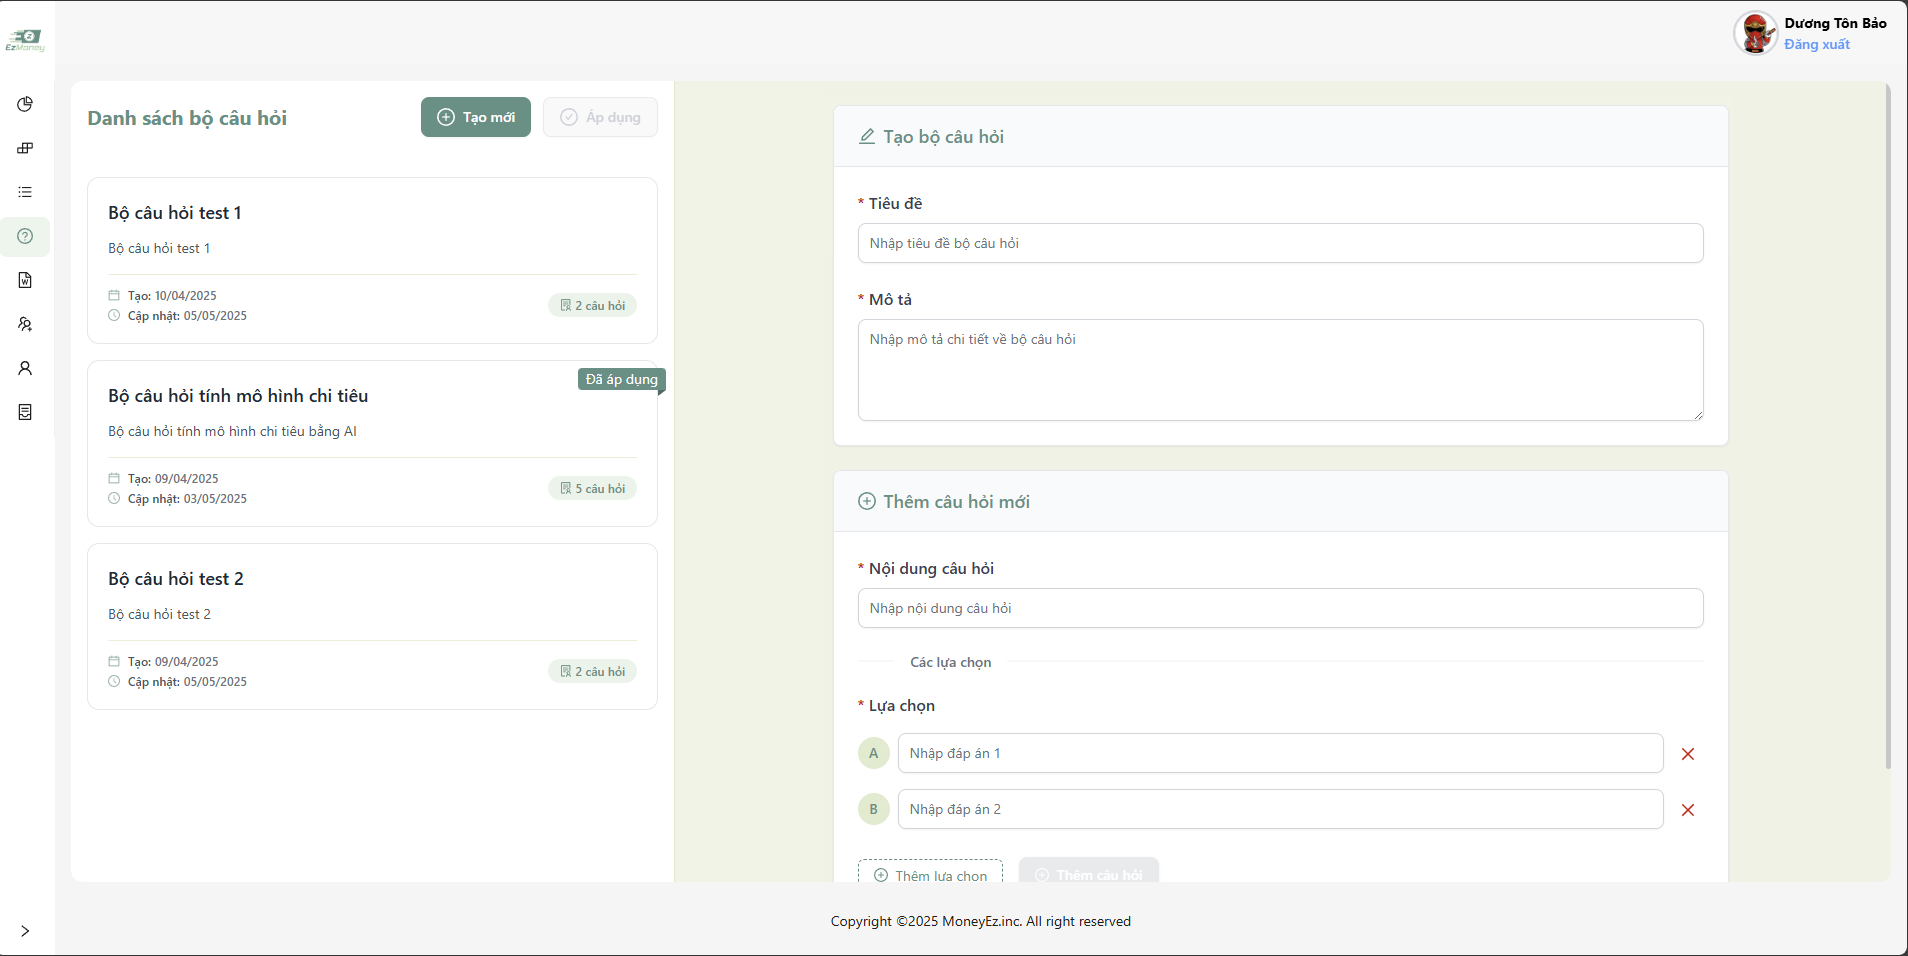 EzMoney
Dương Tôn Bảo
Đăng xuất
Danh sách bộ câu hỏi
Tạo mới
Áp dụng
Bộ câu hỏi test 1
Bộ câu hỏi test 1
Tạo: 10/04/2025
Cập nhật: 05/05/2025
2 câu hỏi
Đã áp dụng
Bộ câu hỏi tính mô hình chi tiêu
Bộ câu hỏi tính mô hình chi tiêu bằng AI
Tạo: 09/04/2025
Cập nhật: 03/05/2025
5 câu hỏi
Bộ câu hỏi test 2
Bộ câu hỏi test 2
Tạo: 09/04/2025
Cập nhật: 05/05/2025
2 câu hỏi
Tạo bộ câu hỏi
* Tiêu đề
Nhập tiêu đề bộ câu hỏi
* Mô tả
Nhập mô tả chi tiết về bộ câu hỏi
Thêm câu hỏi mới
* Nội dung câu hỏi
Nhập nội dung câu hỏi
Các lựa chọn
* Lựa chọn
A Nhập đáp án 1
B Nhập đáp án 2
Thêm lựa chọn
Thêm câu hỏi
Copyright ©2025 MoneyEz.inc. All right reserved